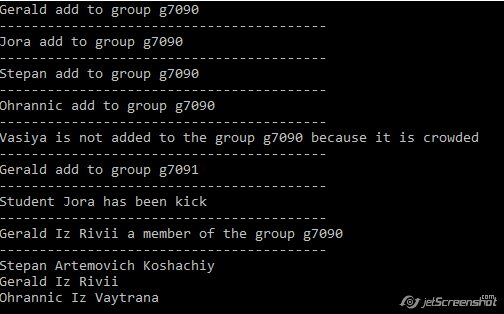 Gerald add to group g7090
-----------------------------------------
Jora add to group g7090
-----------------------------------------
Stepan add to group g7090
-----------------------------------------
Ohrannic add to group g7090
-----------------------------------------
Vasiya is not added to the group g7090 because it is crowded
-----------------------------------------
Gerald add to group g7091
-----------------------------------------
Student Jora has been kick
-----------------------------------------
Gerald Iz Rivii a member of the group g7090
-----------------------------------------
Stepan Artemovich Koshachiy
Gerald Iz Rivii
Ohrannic Iz Vaytrana
jetScreenshot.com